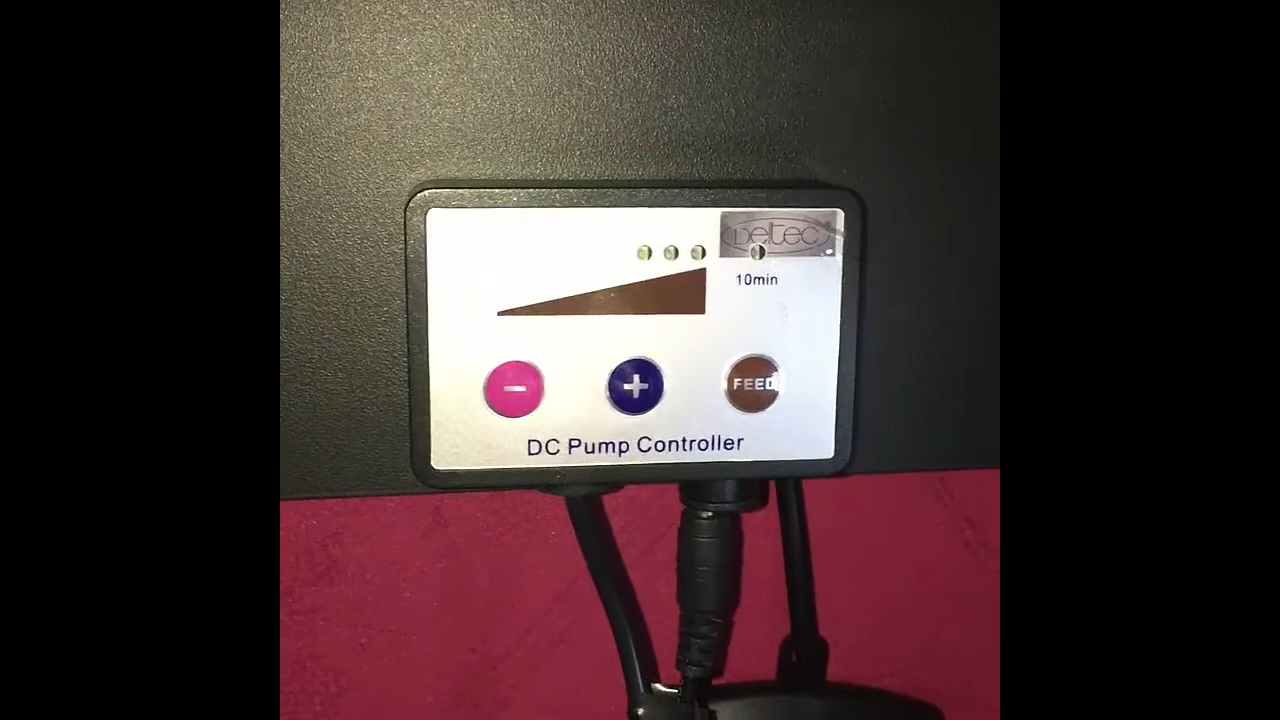 Deltec
10min
- + FEED
DC Pump Controller